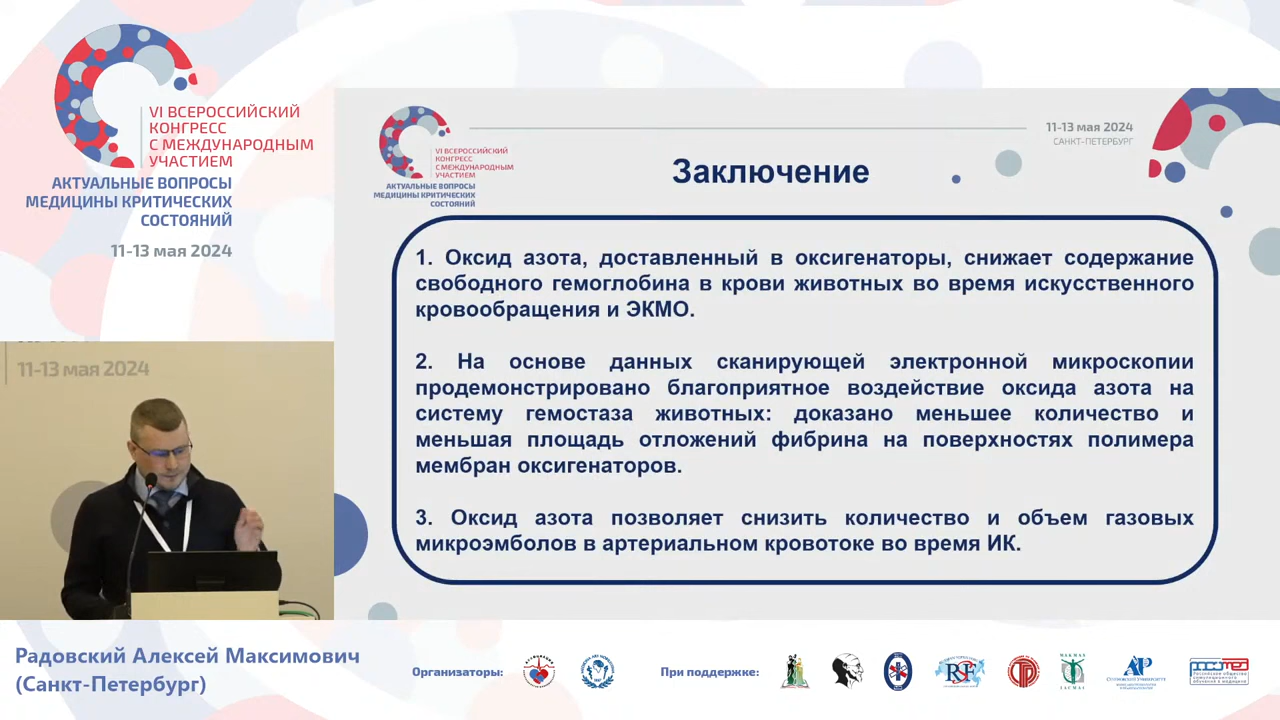 VI ВСЕРОССИЙСКИЙ
КОНГРЕСС
С МЕЖДУНАРОДНЫМ
УЧАСТИЕМ
АКТУАЛЬНЫЕ ВОПРОСЫ
МЕДИЦИНЫ КРИТИЧЕСКИХ
СОСТОЯНИЙ
11-13 мая 2024
VI ВСЕРОССИЙСКИЙ
КОНГРЕСС
С МЕЖДУНАРОДНЫМ
УЧАСТИЕМ
АКТУАЛЬНЫЕ ВОПРОСЫ
МЕДИЦИНЫ КРИТИЧЕСКИХ
СОСТОЯНИЙ
11-13 мая 2024
САНКТ-ПЕТЕРБУРГ
Заключение
1. Оксид азота, доставленный в оксигенаторы, снижает содержание
свободного гемоглобина в крови животных во время искусственного
кровообращения и ЭКМО.
2. На основе данных сканирующей электронной микроскопии
продемонстрировано благоприятное воздействие оксида азота на
систему гемостаза животных: доказано меньшее количество и
меньшая площадь отложений фибрина на поверхностях полимера
мембран оксигенаторов.
3. Оксид азота позволяет снизить количество и объем газовых
микроэмболов в артериальном кровотоке во время ИК.
11-13 мая 2024
Радовский Алексей Максимович
(Санкт-Петербург)
Организаторы:
При поддержке: